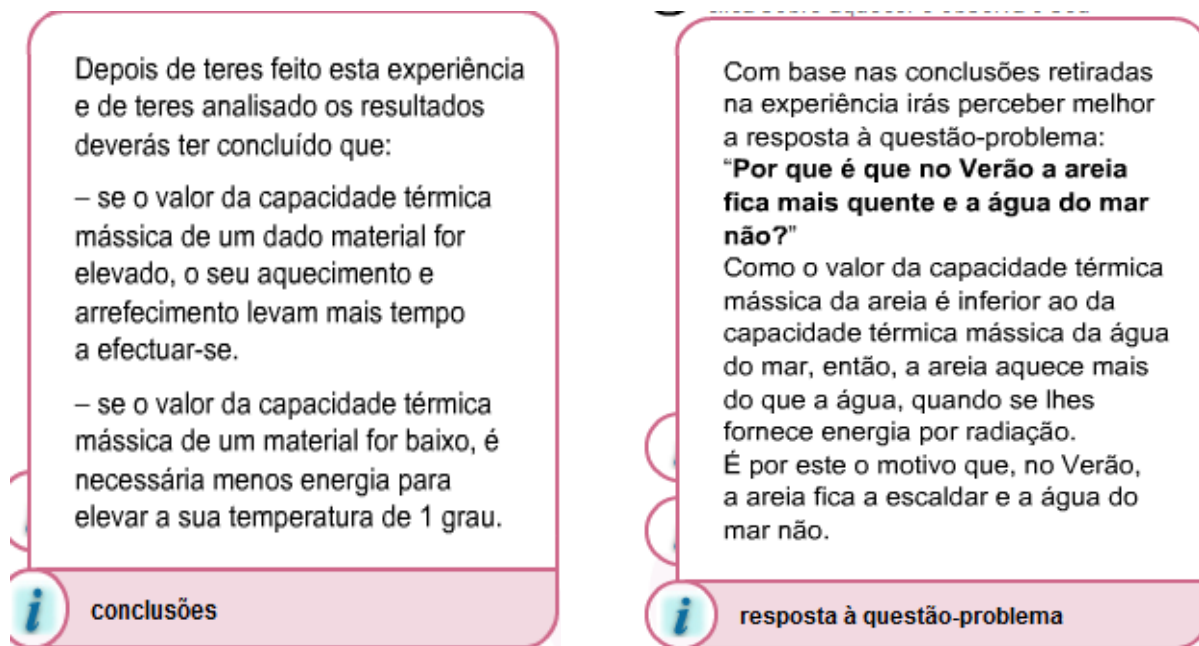 Depois de teres feito esta experiência
e de teres analisado os resultados
deverás ter concluído que:
– se o valor da capacidade térmica
mássica de um dado material for
elevado, o seu aquecimento e
arrefecimento levam mais tempo
a efectuar-se.
– se o valor da capacidade térmica
mássica de um material for baixo, é
necessária menos energia para
elevar a sua temperatura de 1 grau.
i conclusões
Com base nas conclusões retiradas
na experiência irás perceber melhor
a resposta à questão-problema:
“Por que é que no Verão a areia
fica mais quente e a água do mar
não?”
Como o valor da capacidade térmica
mássica da areia é inferior ao da
capacidade térmica mássica da água
do mar, então, a areia aquece mais
do que a água, quando se lhes
fornece energia por radiação.
É por este o motivo que, no Verão,
a areia fica a escaldar e a água do
mar não.
i resposta à questão-problema